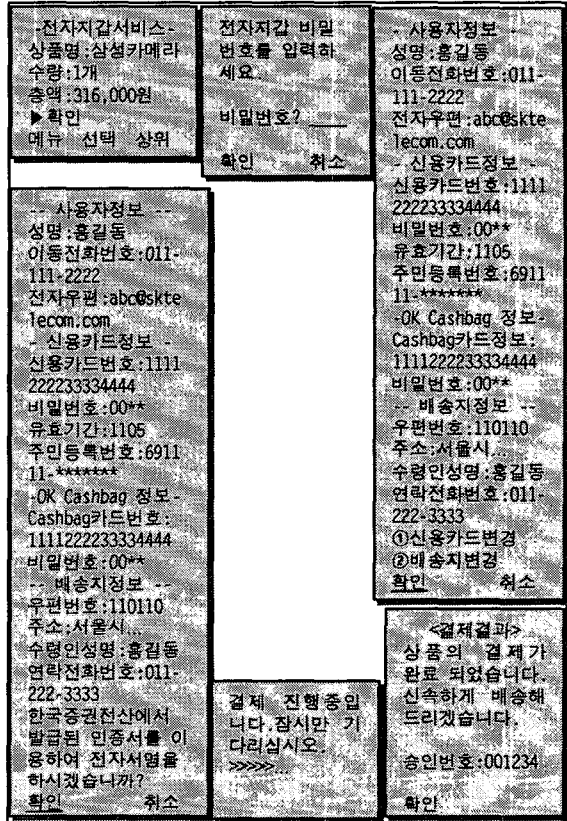 -전자지갑서비스-
상품명:삼성카메라
수량:1개
총액:316,000원
▶확인
메뉴 선택 상위
전자지갑 비밀
번호를 입력하
세요.
비밀번호? ____
확인 취소
- 사용자정보 -
성명:홍길동
이동전화번호:011-
111-2222
전자우편:abc@skte
lecom.com
- 신용카드정보 -
신용카드번호:1111
222233334444
비밀번호:00**
유효기간:1105
주민등록번호:6911
11-*******
-OK Cashbag 정보-
Cashbag카드정보:
1111222233334444
비밀번호:00**
-- 배송지정보 --
우편번호:110110
주소:서울시...
수령인성명:홍길동
연락전화번호:011-
222-3333
①신용카드변경
②배송지변경
확인 취소
-- 사용자정보 --
성명:홍길동
이동전화번호:011-
111-2222
전자우편:abc@skte
lecom.com
- 신용카드정보 -
신용카드번호:1111
222233334444
비밀번호:00**
유효기간:1105
주민등록번호:6911
11-*******
-OK Cashbag 정보-
Cashbag카드번호:
1111222233334444
비밀번호:00**
-- 배송지정보 --
우편번호:110110
주소:서울시...
수령인성명:홍길동
연락전화번호:011-
222-3333
한국증권전산에서
발급된 인증서를 이
용하여 전자서명을
하시겠습니까?
확인 취소
결제 진행중입
니다.잠시만 기
다리십시오.
>>>>>
<결제결과>
상품의 결제가
완료 되었습니다.
신속하게 배송해
드리겠습니다.
승인번호:001234
확인